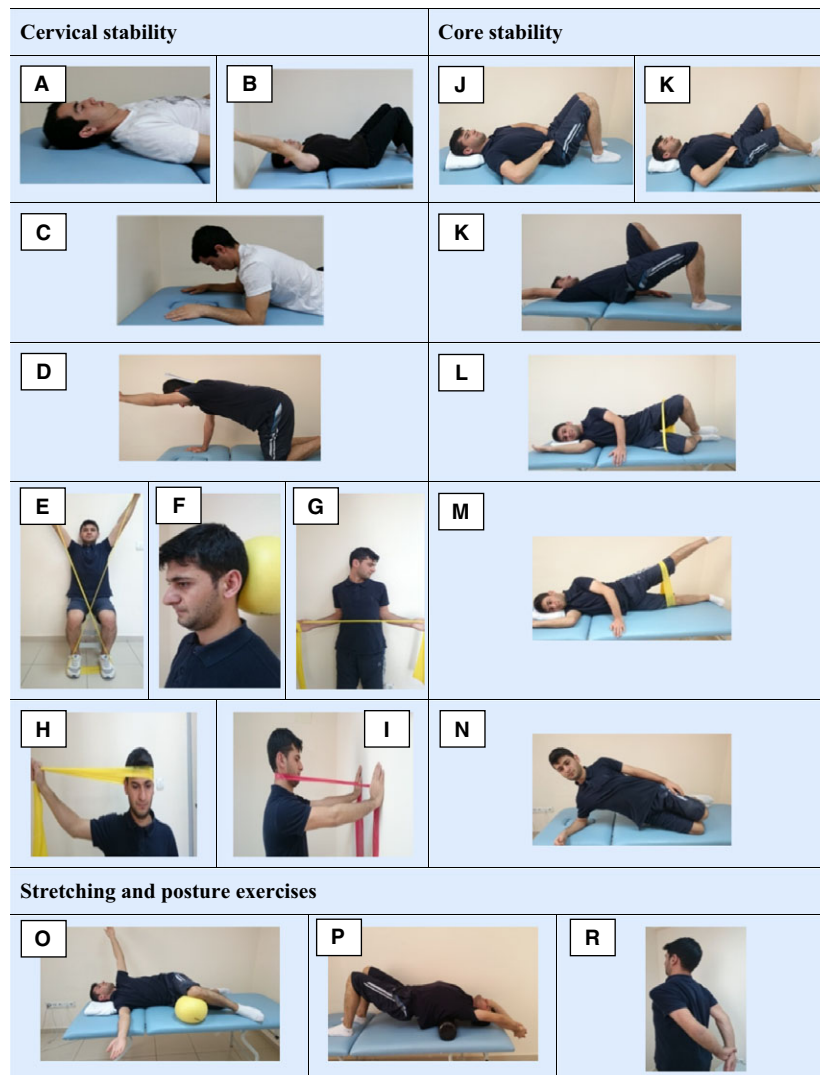 Cervical stability
Core stability
A
B
J
K
C
K
D
L
E
F
G
M
H
I
N
Stretching and posture exercises
O
P
R